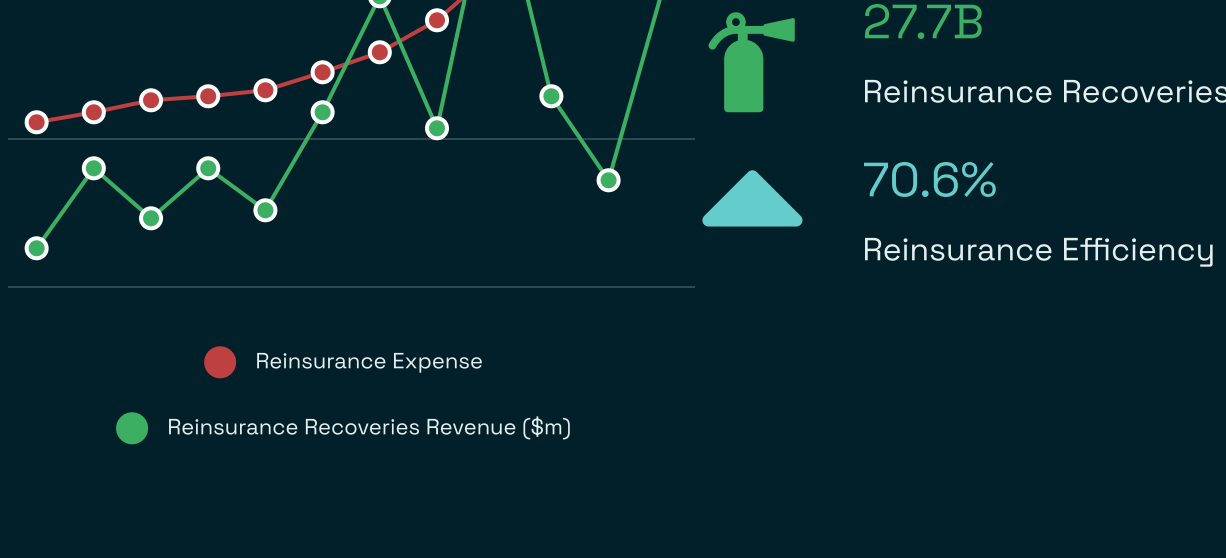 27.7B
Reinsurance Recoveries
70.6%
Reinsurance Efficiency
Reinsurance Expense
Reinsurance Recoveries Revenue ($m)